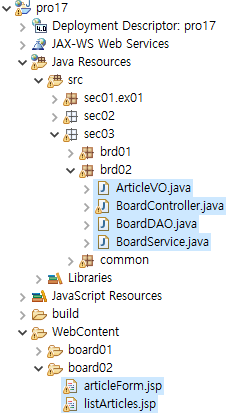 pro17
Deployment Descriptor: pro17
JAX-WS Web Services
Java Resources
src
sec01.ex01
sec02
sec03
brd01
brd02
ArticleVO.java
BoardController.java
BoardDAO.java
BoardService.java
common
Libraries
JavaScript Resources
build
WebContent
board01
board02
articleForm.jsp
listArticles.jsp